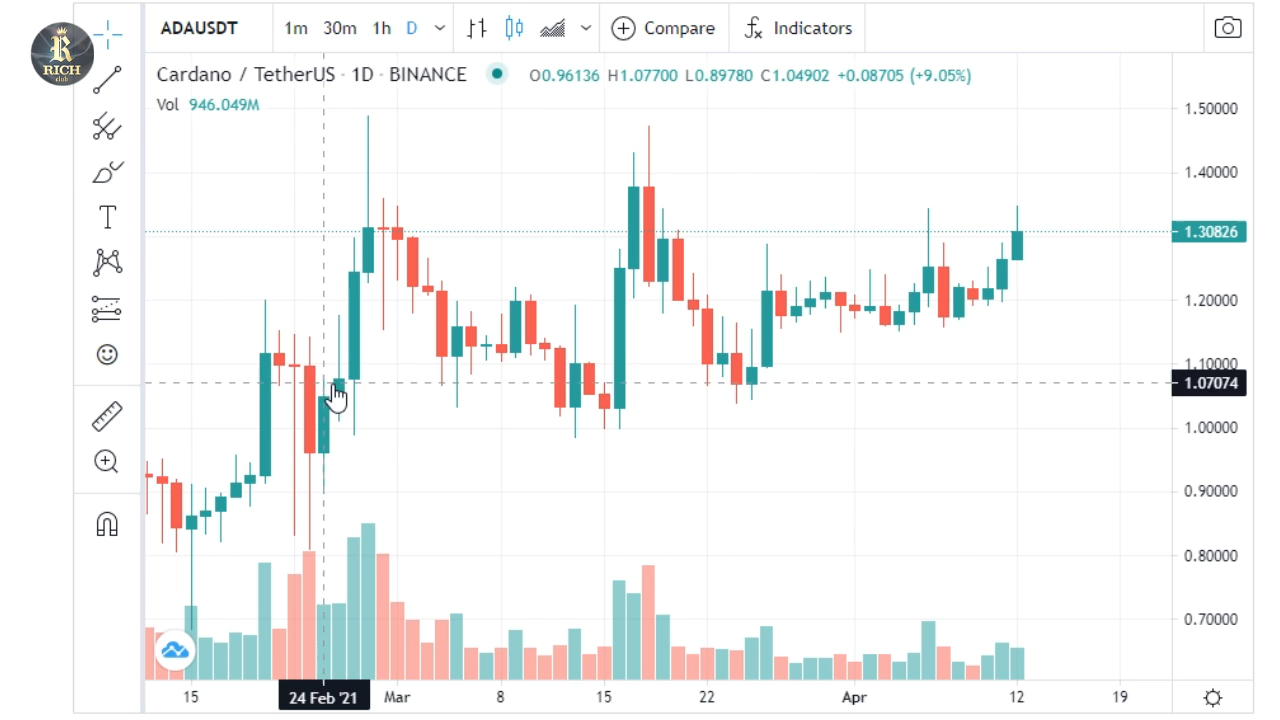 R
RICH
club
ADAUSDT 1m 30m 1h D Compare fx Indicators
Cardano / TetherUS · 1D · BINANCE O0.96136 H1.07700 L0.89780 C1.04902 +0.08705 (+9.05%)
Vol 946.049M
T
1.50000
1.40000
1.30826
1.20000
1.10000
1.07074
1.00000
0.90000
0.80000
0.70000
15 24 Feb '21 Mar 8 15 22 Apr 12 19